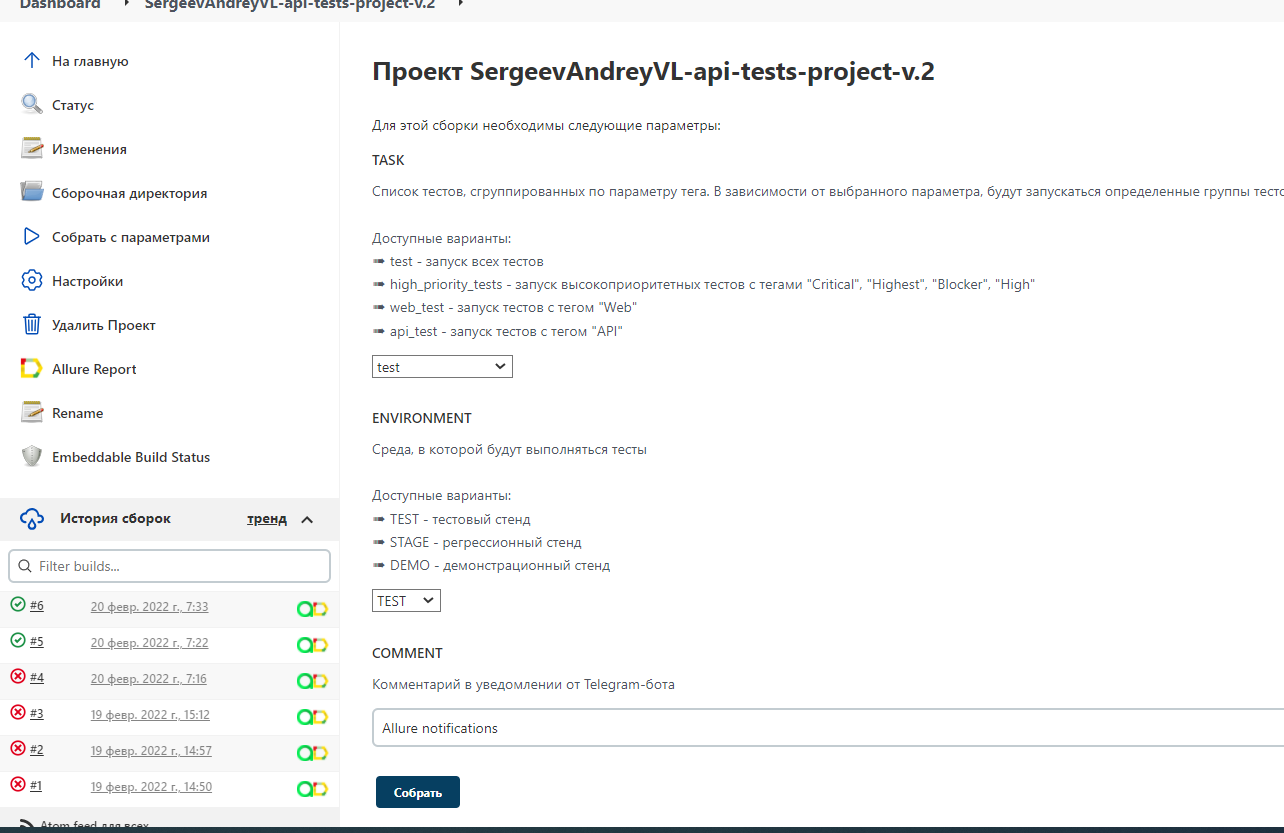 Dashboard
SergeevAndreyVL-api-tests-project-v.2
На главную
Статус
Изменения
Сборочная директория
Собрать с параметрами
Настройки
Удалить Проект
Allure Report
Rename
Embeddable Build Status
История сборок
тренд
Filter builds...
#6 20 февр. 2022 г., 7:33
#5 20 февр. 2022 г., 7:22
#4 20 февр. 2022 г., 7:16
#3 19 февр. 2022 г., 15:12
#2 19 февр. 2022 г., 14:57
#1 19 февр. 2022 г., 14:50
Atom feed для всех
Проект SergeevAndreyVL-api-tests-project-v.2
Для этой сборки необходимы следующие параметры:
TASK
Список тестов, сгруппированных по параметру тега. В зависимости от выбранного параметра, будут запускаться определенные группы тесто
Доступные варианты:
➠ test - запуск всех тестов
➠ high_priority_tests - запуск высокоприоритетных тестов с тегами "Critical", "Highest", "Blocker", "High"
➠ web_test - запуск тестов с тегом "Web"
➠ api_test - запуск тестов с тегом "API"
test
ENVIRONMENT
Среда, в которой будут выполняться тесты
Доступные варианты:
➠ TEST - тестовый стенд
➠ STAGE - регрессионный стенд
➠ DEMO - демонстрационный стенд
TEST
COMMENT
Комментарий в уведомлении от Telegram-бота
Allure notifications
Собрать